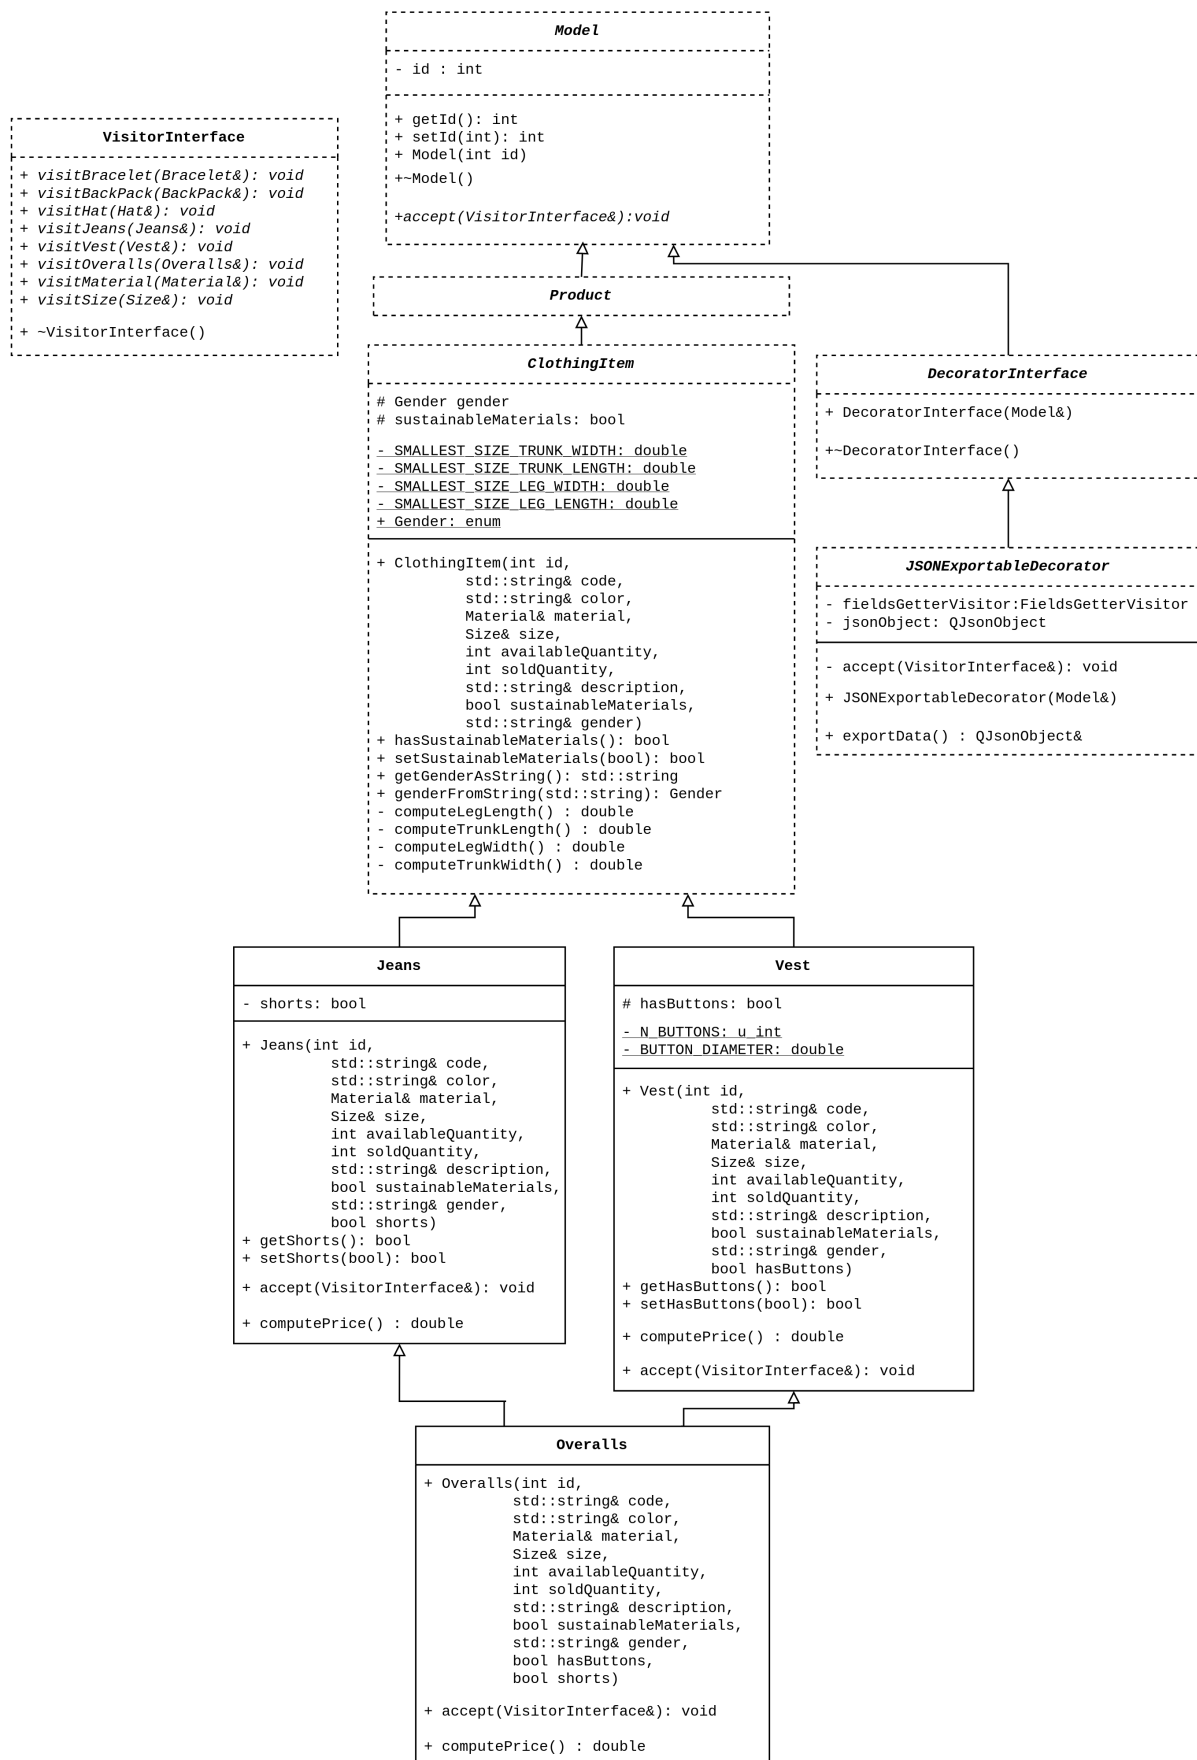 Model
- id : int
+ getId(): int
+ setId(int): int
+ Model(int id)
+~Model()
+accept(VisitorInterface&):void
VisitorInterface
+ visitBracelet(Bracelet&): void
+ visitBackPack(BackPack&): void
+ visitHat(Hat&): void
+ visitJeans(Jeans&): void
+ visitVest(Vest&): void
+ visitOveralls(Overalls&): void
+ visitMaterial(Material&): void
+ visitSize(Size&): void
+ ~VisitorInterface()
Product
ClothingItem
# Gender gender
# sustainableMaterials: bool
- SMALLEST_SIZE_TRUNK_WIDTH: double
- SMALLEST_SIZE_TRUNK_LENGTH: double
- SMALLEST_SIZE_LEG_WIDTH: double
- SMALLEST_SIZE_LEG_LENGTH: double
+ Gender: enum
+ ClothingItem(int id,
std::string& code,
std::string& color,
Material& material,
Size& size,
int availableQuantity,
int soldQuantity,
std::string& description,
bool sustainableMaterials,
std::string& gender)
+ hasSustainableMaterials(): bool
+ setSustainableMaterials(bool): bool
+ getGenderAsString(): std::string
+ genderFromString(std::string): Gender
- computeLegLength() : double
- computeTrunkLength() : double
- computeLegWidth() : double
- computeTrunkWidth() : double
DecoratorInterface
+ DecoratorInterface(Model&)
+~DecoratorInterface()
JSONExportableDecorator
- fieldsGetterVisitor:FieldsGetterVisitor
- jsonObject: QJsonObject
- accept(VisitorInterface&): void
+ JSONExportableDecorator(Model&)
+ exportData() : QJsonObject&
Jeans
- shorts: bool
+ Jeans(int id,
std::string& code,
std::string& color,
Material& material,
Size& size,
int availableQuantity,
int soldQuantity,
std::string& description,
bool sustainableMaterials,
std::string& gender,
bool shorts)
+ getShorts(): bool
+ setShorts(bool): bool
+ accept(VisitorInterface&): void
+ computePrice() : double
Vest
# hasButtons: bool
- N_BUTTONS: u_int
- BUTTON_DIAMETER: double
+ Vest(int id,
std::string& code,
std::string& color,
Material& material,
Size& size,
int availableQuantity,
int soldQuantity,
std::string& description,
bool sustainableMaterials,
std::string& gender,
bool hasButtons)
+ getHasButtons(): bool
+ setHasButtons(bool): bool
+ computePrice() : double
+ accept(VisitorInterface&): void
Overalls
+ Overalls(int id,
std::string& code,
std::string& color,
Material& material,
Size& size,
int availableQuantity,
int soldQuantity,
std::string& description,
bool sustainableMaterials,
std::string& gender,
bool hasButtons,
bool shorts)
+ accept(VisitorInterface&): void
+ computePrice() : double